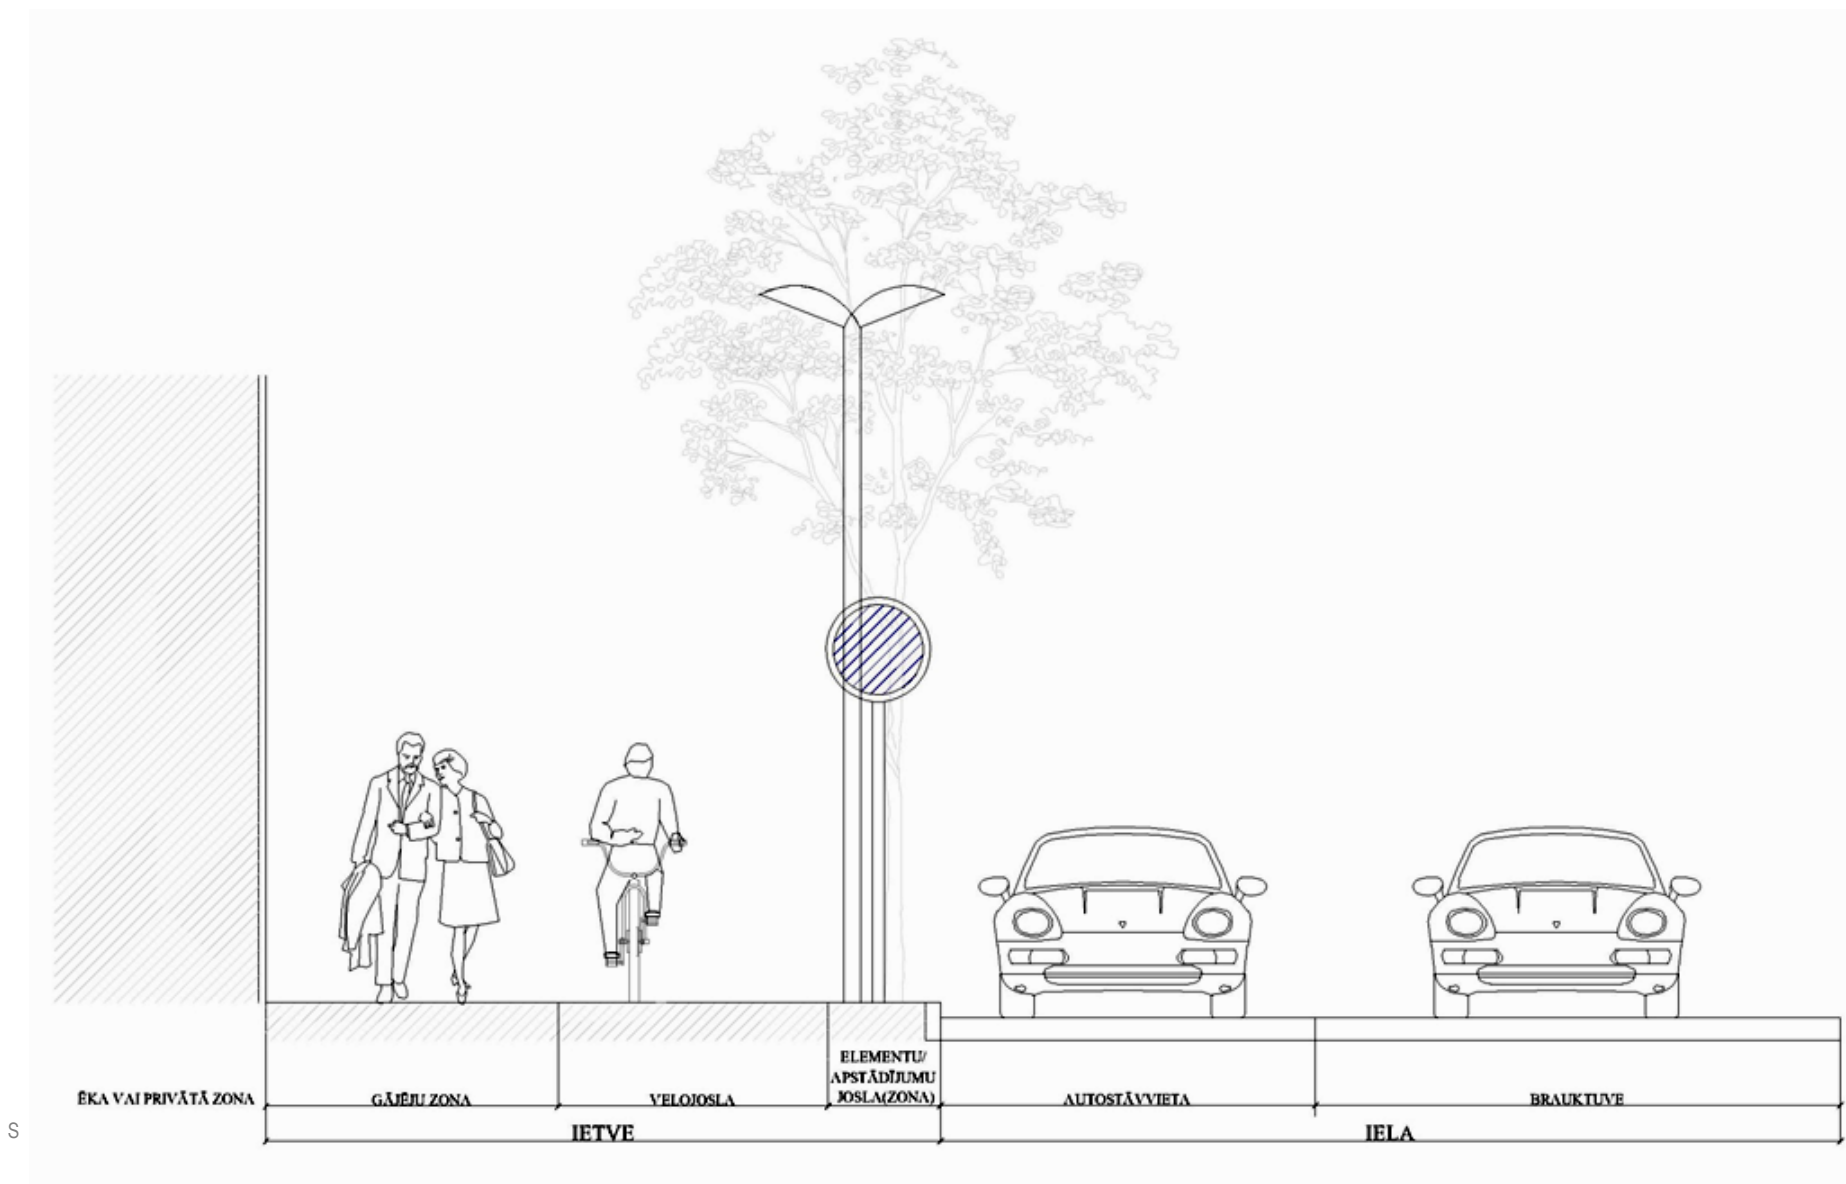 ĒKA VAI PRIVĀTĀ ZONA
GĀJĒJU ZONA
VELOJOSLA
ELEMENTU/
APSTĀDĪJUMU
JOSLA(ZONA)
AUTOSTĀVVIETA
BRAUKTUVE
S
IETVE
IELA